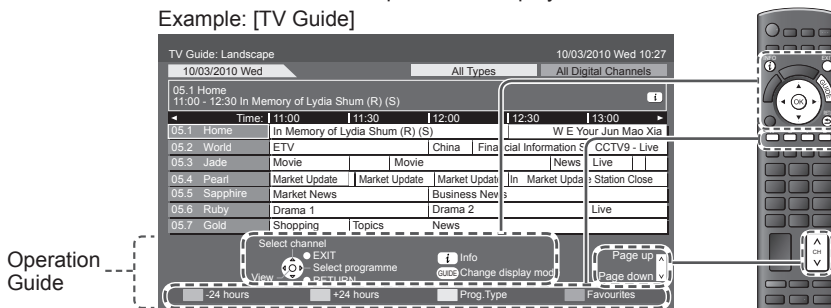 Example: [TV Guide]
TV Guide: Landscape 10/03/2010 Wed 10:27
10/03/2010 Wed All Types All Digital Channels
05.1 Home
11:00 - 12:30 In Memory of Lydia Shum (R) (S) i
Time: 11:00 11:30 12:00 12:30 13:00
05.1 Home In Memory of Lydia Shum (R) (S) W E Your Jun Mao Xia
05.2 World ETV China Financial Information S CCTV9 - Live
05.3 Jade Movie Movie News Live
05.4 Pearl Market Update Market Update Market Update In Market Update Station Close
05.5 Sapphire Market News Business News
05.6 Ruby Drama 1 Drama 2 Live
05.7 Gold Shopping Topics News
Operation
Guide
Select channel
EXIT i Info Page up
Select programme GUIDE Change display mod
View RETURN Page down
-24 hours +24 hours Prog.Type Favourites
i
GUIDE
OK
CH